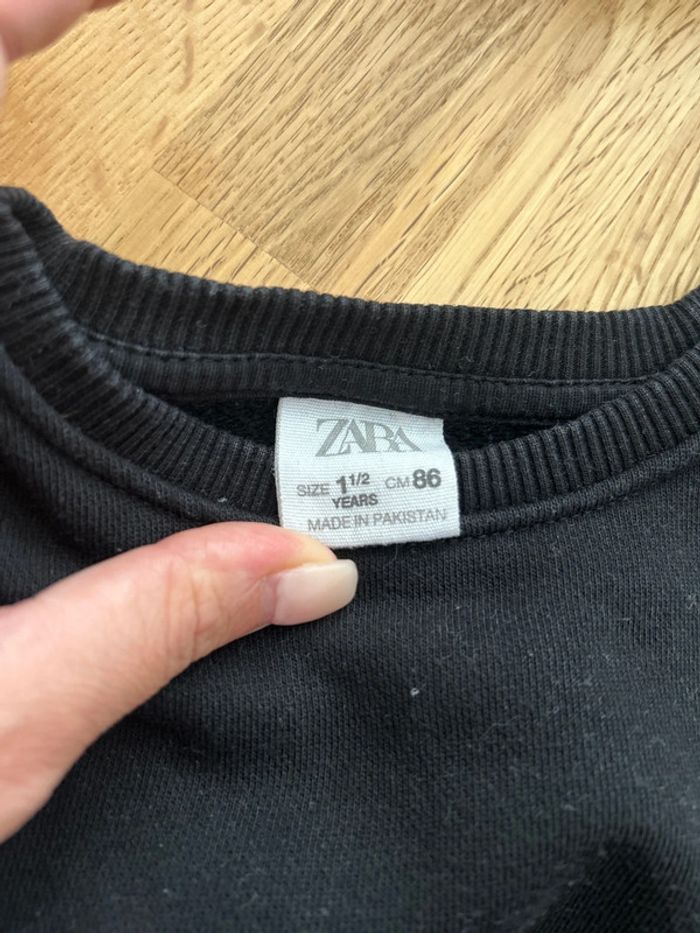 ZARA
SIZE 1 1/2 CM 86
YEARS
MADE IN PAKISTAN